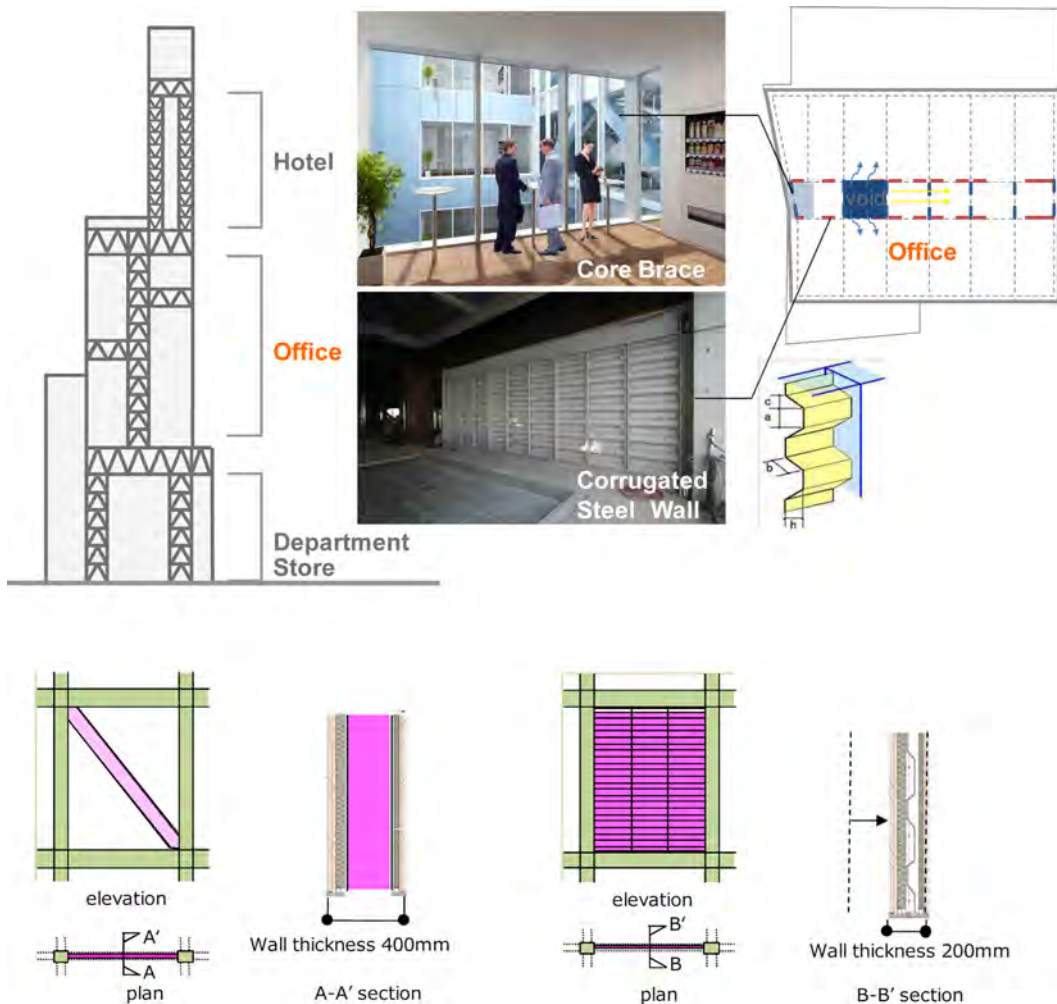 Hotel
Office
Department
Store
Core Brace
Corrugated
Steel Wall
void
Office
c
a
b
h
elevation
A'
A
plan
Wall thickness 400mm
A-A' section
elevation
B'
B
plan
Wall thickness 200mm
B-B' section